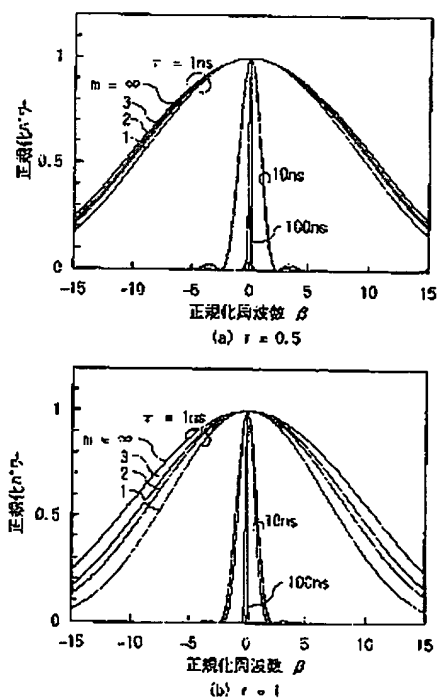 1
τ = 1ns
m = ∞
3
2
1
正規化パワー
0.5
10ns
100ns
0
-15 -10 -5 0 5 10 15
正規化周波数 β
(a) r = 0.5
1
τ = 1ns
m = ∞
3
2
1
正規化パワー
0.5
10ns
100ns
0
-15 -10 -5 0 5 10 15
正規化周波数 β
(b) r = 1